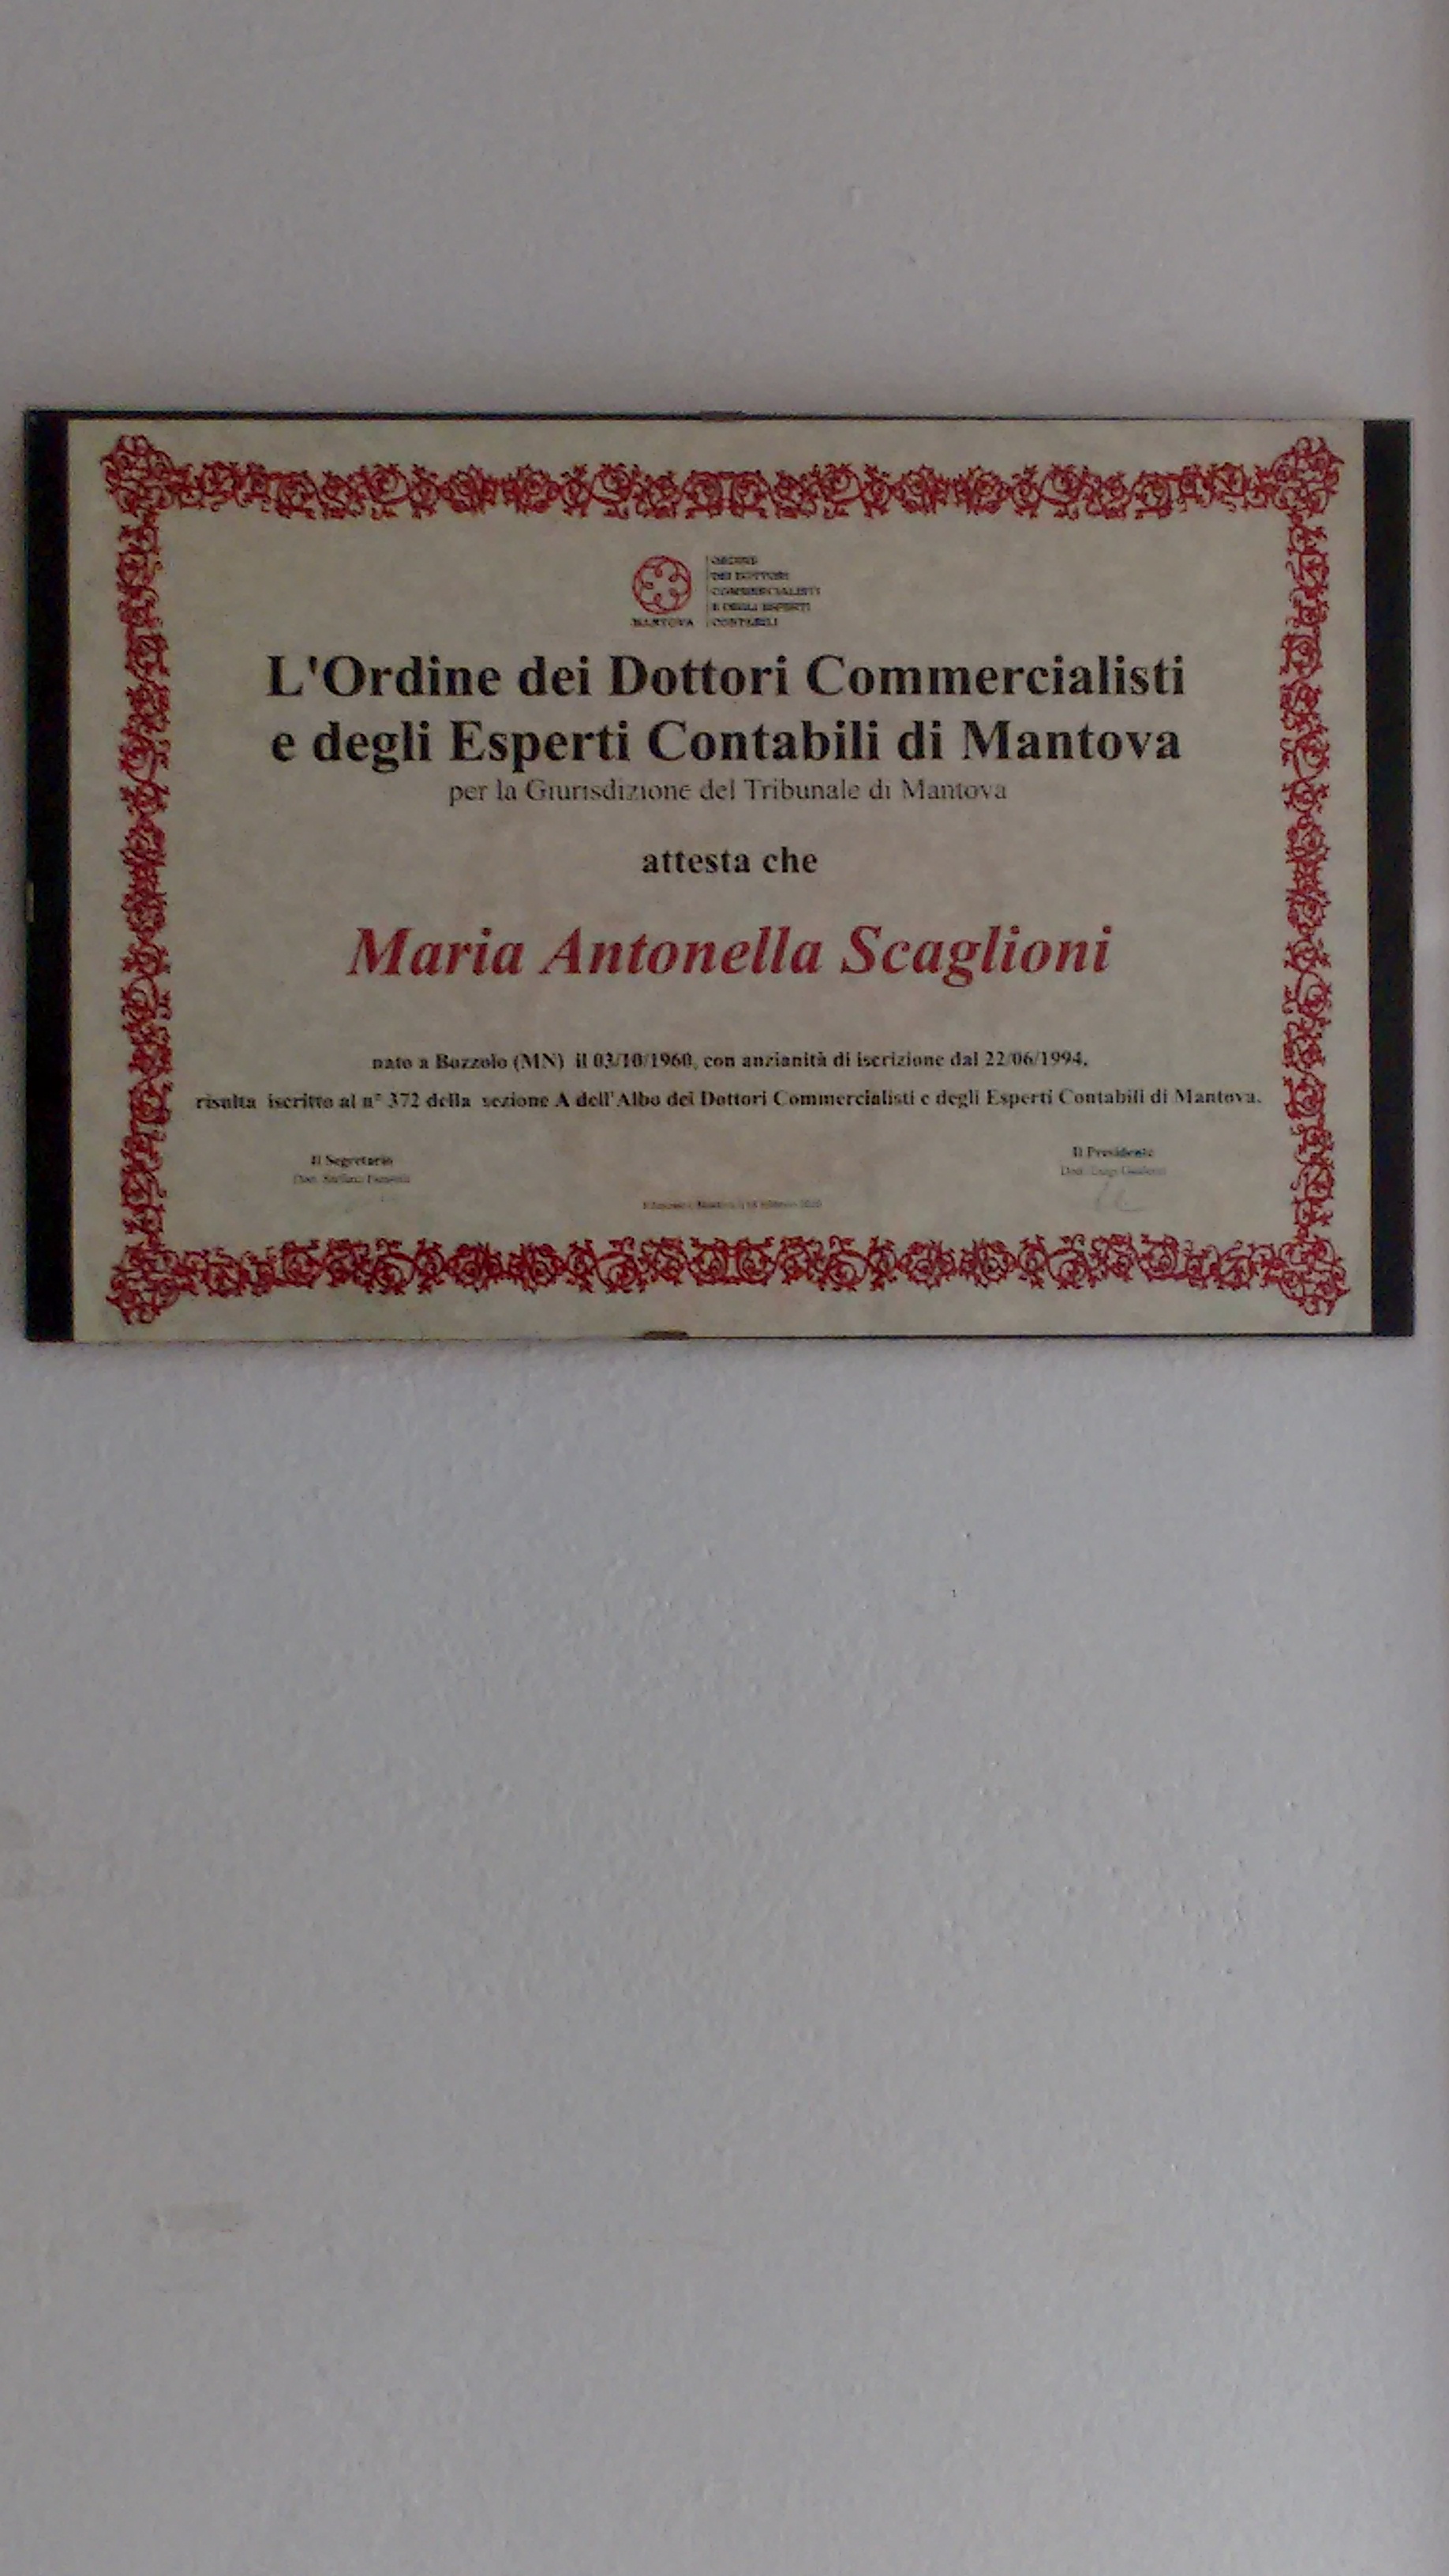 ORDINE
DEI DOTTORI
COMMERCIALISTI
E DEGLI ESPERTI
MANTOVA CONTABILI
L'Ordine dei Dottori Commercialisti
e degli Esperti Contabili di Mantova
per la Giurisdizione del Tribunale di Mantova
attesta che
Maria Antonella Scaglioni
nato a Bozzolo (MN) il 03/10/1960, con anzianità di iscrizione dal 22/06/1994,
risulta iscritto al n° 372 della sezione A dell'Albo dei Dottori Commercialisti e degli Esperti Contabili di Mantova.
Il Segretario
Il Presidente
Dott.